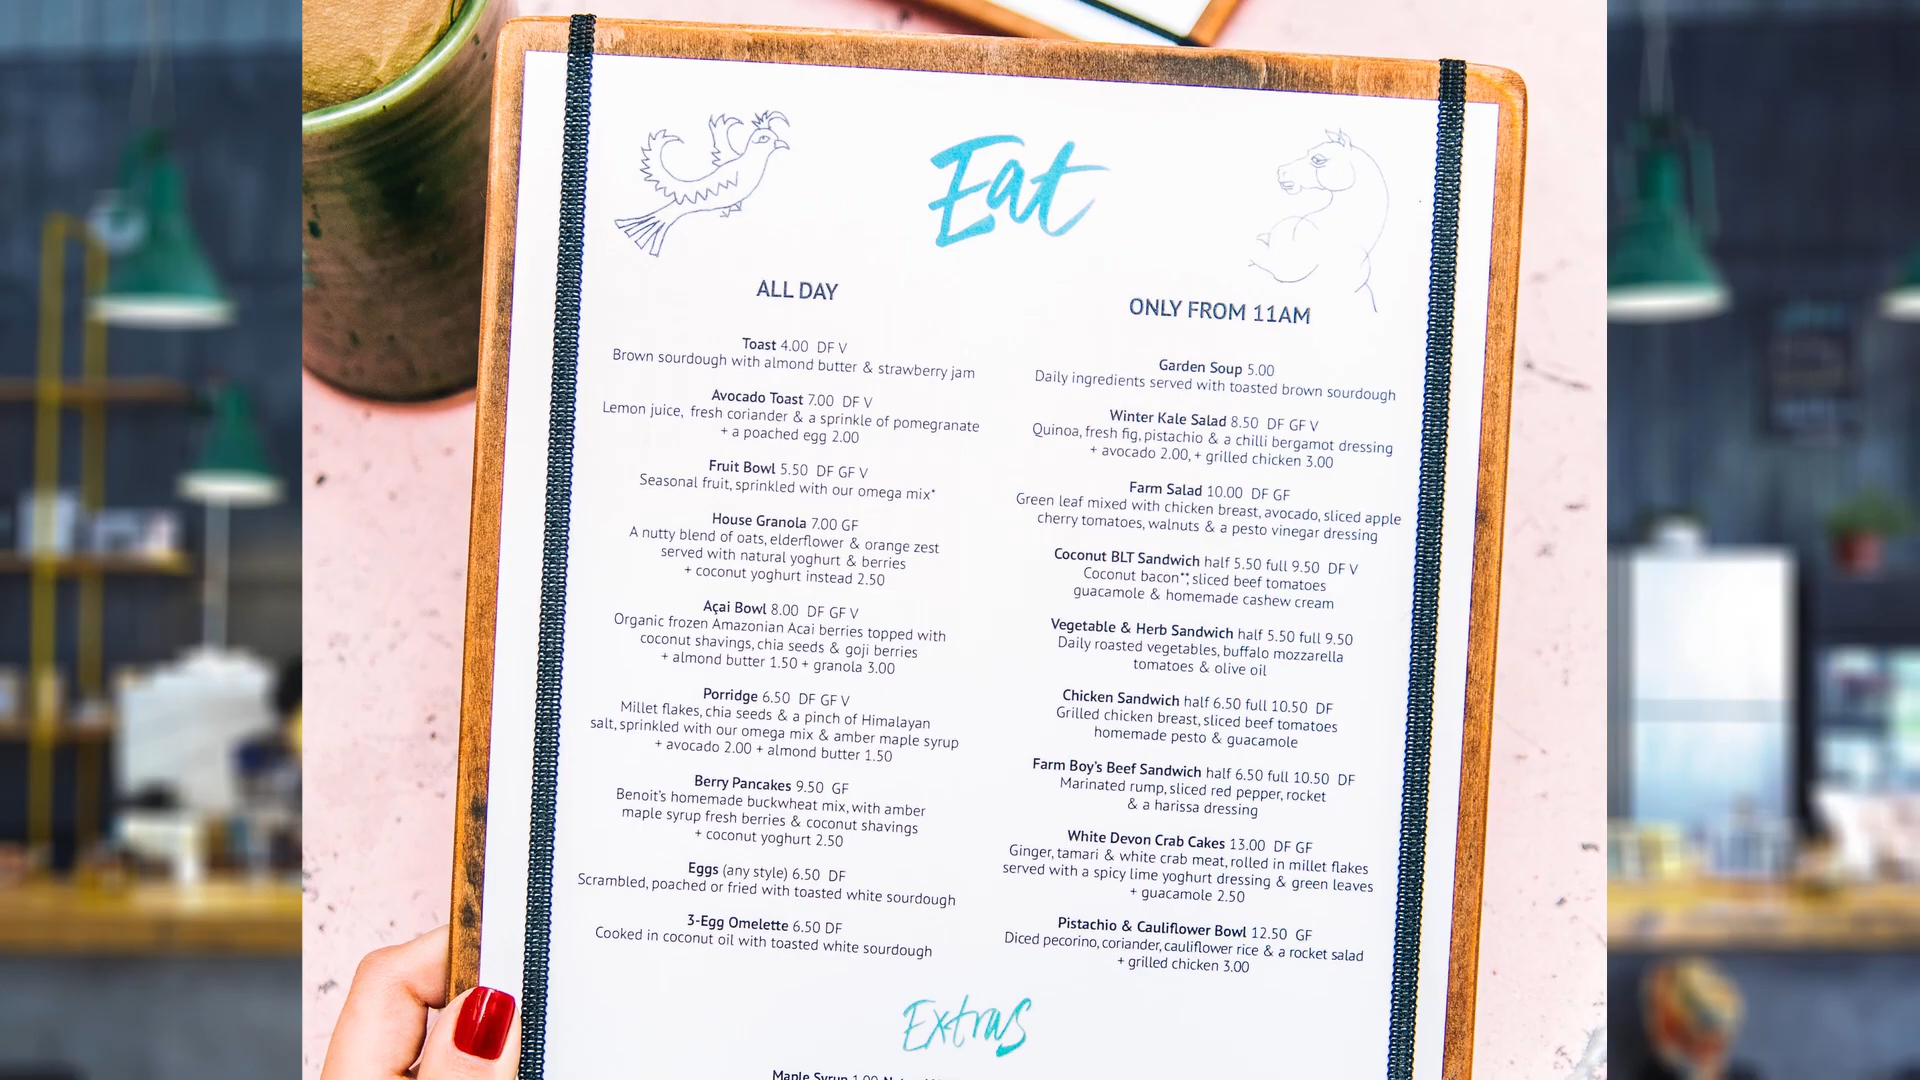 Eat
ALL DAY
Toast 4.00 DF V
Brown sourdough with almond butter & strawberry jam
Avocado Toast 7.00 DF V
Lemon juice, fresh coriander & a sprinkle of pomegranate
+ a poached egg 2.00
Fruit Bowl 5.50 DF GF V
Seasonal fruit, sprinkled with our omega mix*
House Granola 7.00 GF
A nutty blend of oats, elderflower & orange zest
served with natural yoghurt & berries
+ coconut yoghurt instead 2.50
Açai Bowl 8.00 DF GF V
Organic frozen Amazonian Acai berries topped with
coconut shavings, chia seeds & goji berries
+ almond butter 1.50 + granola 3.00
Porridge 6.50 DF GF V
Millet flakes, chia seeds & a pinch of Himalayan
salt, sprinkled with our omega mix & amber maple syrup
+ avocado 2.00 + almond butter 1.50
Berry Pancakes 9.50 GF
Benoit's homemade buckwheat mix, with amber
maple syrup fresh berries & coconut shavings
+ coconut yoghurt 2.50
Eggs (any style) 6.50 DF
Scrambled, poached or fried with toasted white sourdough
3-Egg Omelette 6.50 DF
Cooked in coconut oil with toasted white sourdough
ONLY FROM 11AM
Garden Soup 5.00
Daily ingredients served with toasted brown sourdough
Winter Kale Salad 8.50 DF GF V
Quinoa, fresh fig, pistachio & a chilli bergamot dressing
+ avocado 2.00, + grilled chicken 3.00
Farm Salad 10.00 DF GF
Green leaf mixed with chicken breast, avocado, sliced apple
cherry tomatoes, walnuts & a pesto vinegar dressing
Coconut BLT Sandwich half 5.50 full 9.50 DF V
Coconut bacon**, sliced beef tomatoes
guacamole & homemade cashew cream
Vegetable & Herb Sandwich half 5.50 full 9.50
Daily roasted vegetables, buffalo mozzarella
tomatoes & olive oil
Chicken Sandwich half 6.50 full 10.50 DF
Grilled chicken breast, sliced beef tomatoes
homemade pesto & guacamole
Farm Boy's Beef Sandwich half 6.50 full 10.50 DF
Marinated rump, sliced red pepper, rocket
& a harissa dressing
White Devon Crab Cakes 13.00 DF GF
Ginger, tamari & white crab meat, rolled in millet flakes
served with a spicy lime yoghurt dressing & green leaves
+ guacamole 2.50
Pistachio & Cauliflower Bowl 12.50 GF
Diced pecorino, coriander, cauliflower rice & a rocket salad
+ grilled chicken 3.00
Extras
Maple Syrup 1.00